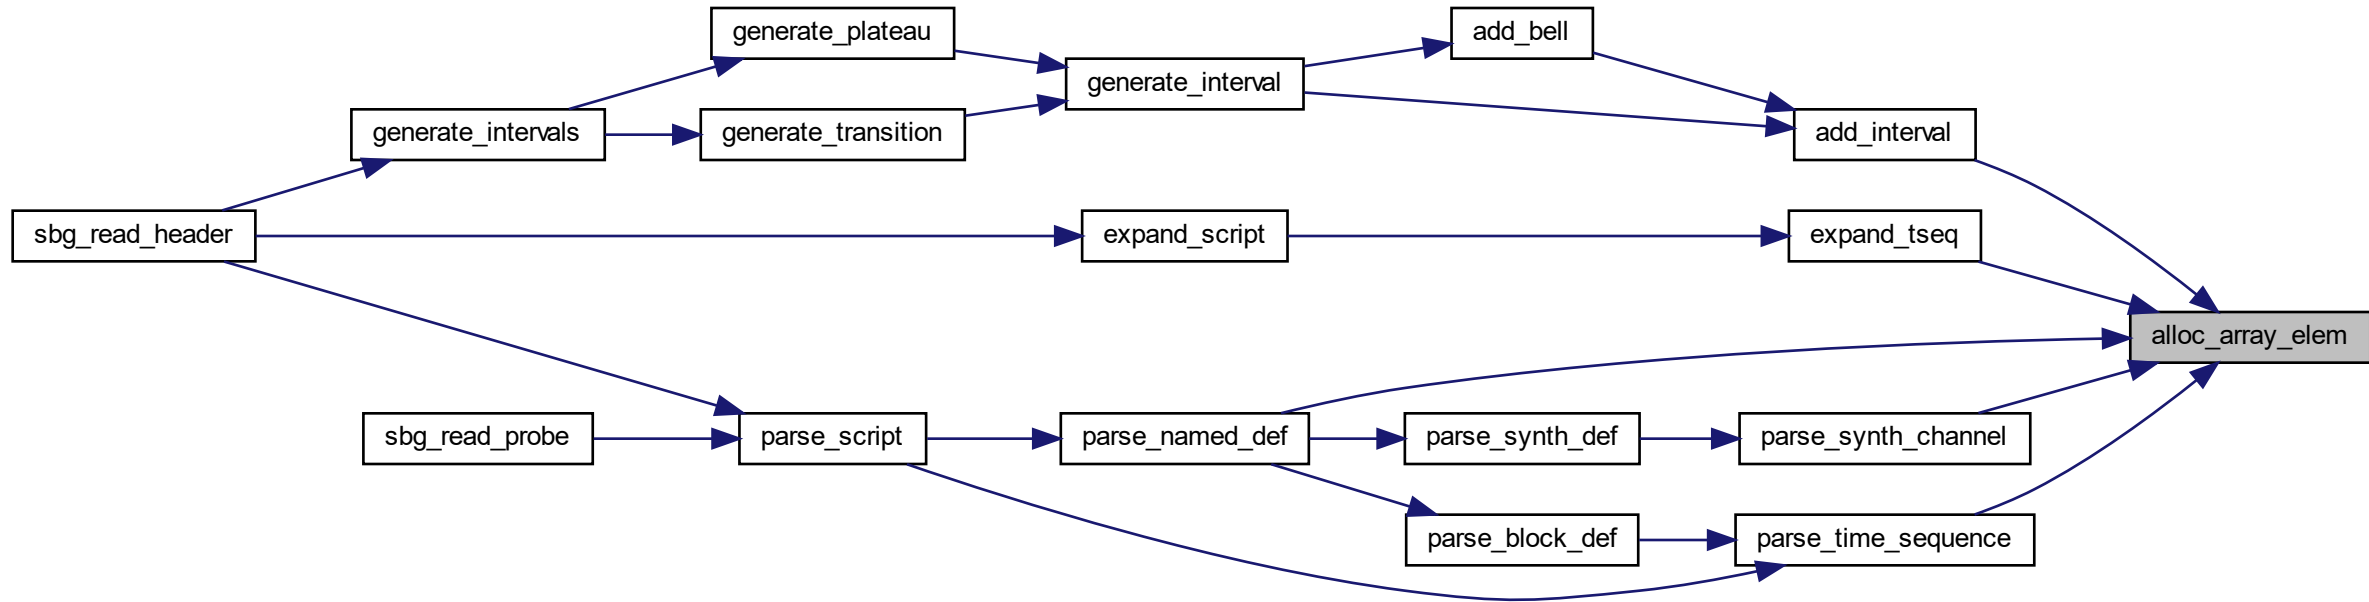 generate_plateau
add_bell
generate_interval
generate_intervals
generate_transition
add_interval
sbg_read_header
expand_script
expand_tseq
alloc_array_elem
sbg_read_probe
parse_script
parse_named_def
parse_synth_def
parse_synth_channel
parse_block_def
parse_time_sequence